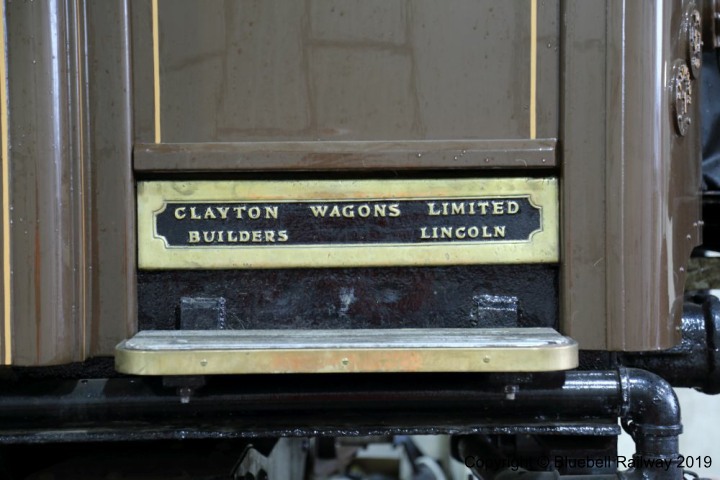 CLAYTON WAGONS LIMITED
BUILDERS LINCOLN
Copyright Bluebell Railway 2019